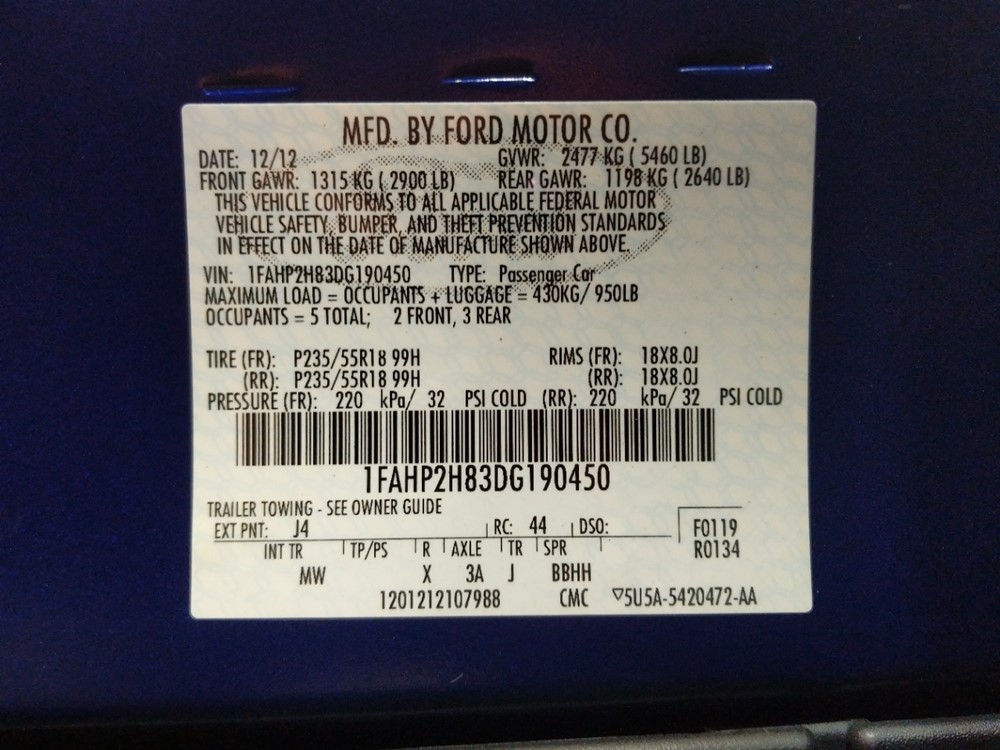 MFD. BY FORD MOTOR CO.
DATE: 12/12 GVWR: 2477 KG ( 5460 LB)
FRONT GAWR: 1315 KG ( 2900 LB) REAR GAWR: 1198 KG ( 2640 LB)
THIS VEHICLE CONFORMS TO ALL APPLICABLE FEDERAL MOTOR
VEHICLE SAFETY, BUMPER, AND THEFT PREVENTION STANDARDS
IN EFFECT ON THE DATE OF MANUFACTURE SHOWN ABOVE.
VIN: 1FAHP2H83DG190450 TYPE: Passenger Car
MAXIMUM LOAD = OCCUPANTS + LUGGAGE = 430KG/ 950LB
OCCUPANTS = 5 TOTAL; 2 FRONT, 3 REAR
TIRE (FR): P235/55R18 99H RIMS (FR): 18X8.0J
(RR): P235/55R18 99H (RR): 18X8.0J
PRESSURE (FR): 220 kPa/ 32 PSI COLD (RR): 220 kPa/ 32 PSI COLD
1FAHP2H83DG190450
TRAILER TOWING - SEE OWNER GUIDE
EXT PNT: J4 RC: 44 DSO: F0119
R0134
INT TR TP/PS R AXLE TR SPR
MW X 3A J BBHH
1201212107988 CMC ▽5U5A-5420472-AA